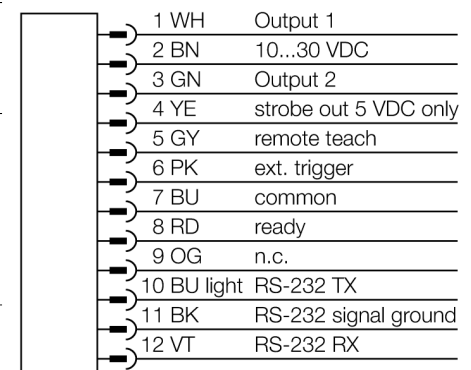 1 WH Output 1
2 BN 10...30 VDC
3 GN Output 2
4 YE strobe out 5 VDC only
5 GY remote teach
6 PK ext. trigger
7 BU common
8 RD ready
9 OG n.c.
10 BU light RS-232 TX
11 BK RS-232 signal ground
12 VT RS-232 RX